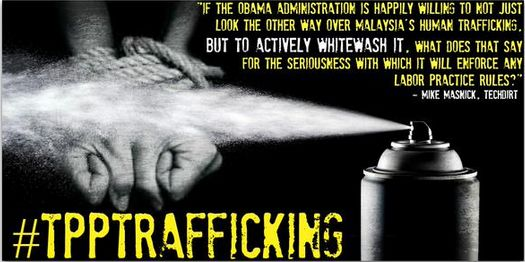 "IF THE OBAMA ADMINISTRATION IS HAPPILY WILLING TO NOT JUST
LOOK THE OTHER WAY OVER MALAYSIA'S HUMAN TRAFFICKING,
BUT TO ACTIVELY WHITEWASH IT, WHAT DOES THAT SAY
FOR THE SERIOUSNESS WITH WHICH IT WILL ENFORCE ANY
LABOR PRACTICE RULES?"
- MIKE MASNICK, TECHDIRT
#TPPTRAFFICKING